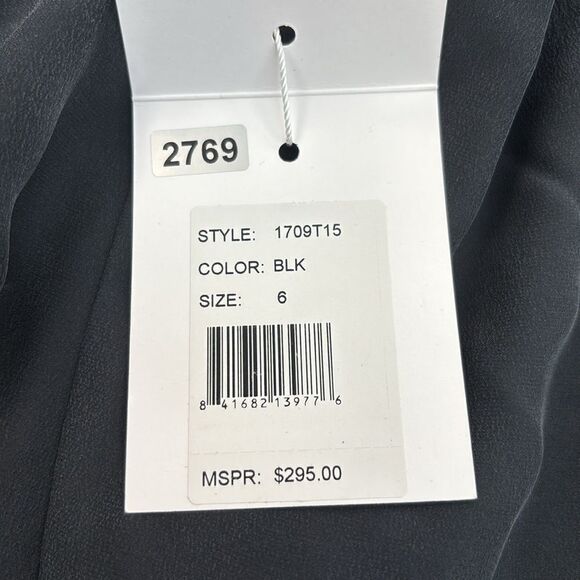 2769
STYLE: 1709T15
COLOR: BLK
SIZE: 6
8 41682 13977 6
MSPR: $295.00